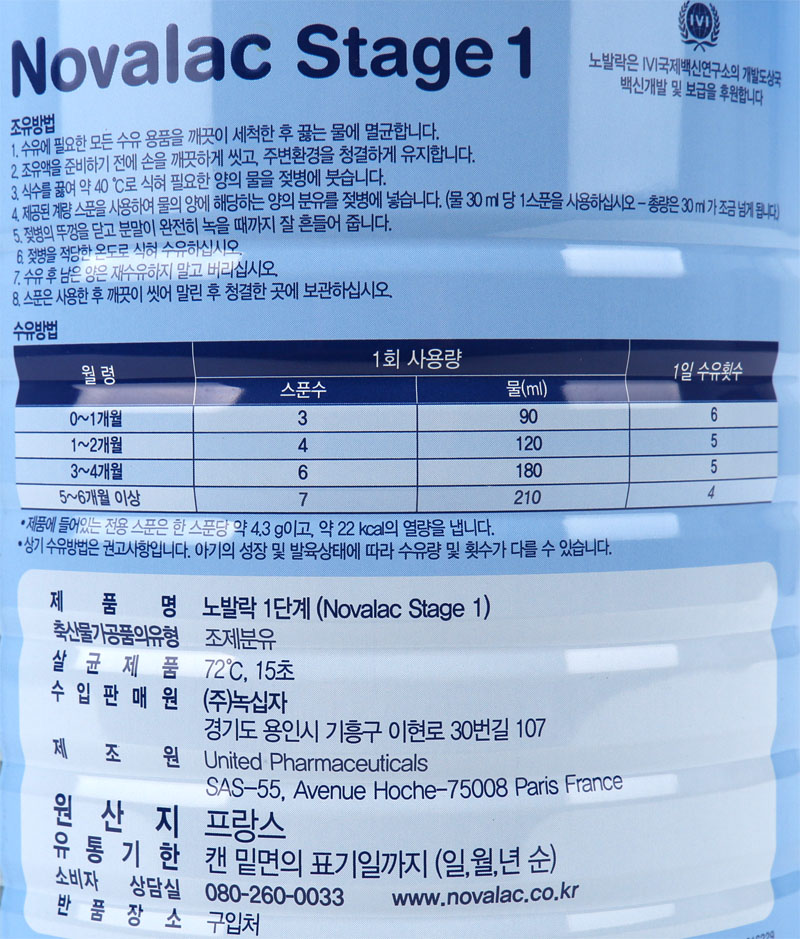 Novalac Stage 1
IVI
노발락은 IVI국제백신연구소의 개발도상국
백신개발 및 보급을 후원합니다
조유방법
1. 수유에 필요한 모든 수유 용품을 깨끗이 세척한 후 끓는 물에 멸균합니다.
2. 조유액을 준비하기 전에 손을 깨끗하게 씻고, 주변환경을 청결하게 유지합니다.
3. 식수를 끓여 약 40 ℃로 식혀 필요한 양의 물을 젖병에 붓습니다.
4. 제공된 계량 스푼을 사용하여 물의 양에 해당하는 양의 분유를 젖병에 넣습니다. (물 30 ml 당 1스푼을 사용하십시오 - 총량은 30 ml 가 조금 넘게 됩니다.)
5. 젖병의 뚜껑을 닫고 분말이 완전히 녹을 때까지 잘 흔들어 줍니다.
6. 젖병을 적당한 온도로 식혀 수유하십시오.
7. 수유 후 남은 양은 재수유하지 말고 버리십시오.
8. 스푼은 사용한 후 깨끗이 씻어 말린 후 청결한 곳에 보관하십시오.
수유방법
월 령 1회 사용량 1일 수유횟수
스푼수 물(ml)
0~1개월 3 90 6
1~2개월 4 120 5
3~4개월 6 180 5
5~6개월 이상 7 210 4
•제품에 들어있는 전용 스푼은 한 스푼당 약 4.3 g이고, 약 22 kcal의 열량을 냅니다.
•상기 수유방법은 권고사항입니다. 아기의 성장 및 발육상태에 따라 수유량 및 횟수가 다를 수 있습니다.
제 품 명 노발락 1단계 (Novalac Stage 1)
축산물가공품의유형 조제분유
살 균 제 품 72℃, 15초
수 입 판 매 원 (주)녹십자
경기도 용인시 기흥구 이현로 30번길 107
제 조 원 United Pharmaceuticals
SAS-55, Avenue Hoche-75008 Paris France
원 산 지 프랑스
유 통 기 한 캔 밑면의 표기일까지 (일,월,년 순)
소비자 상담실 080-260-0033 www.novalac.co.kr
반 품 장 소 구입처